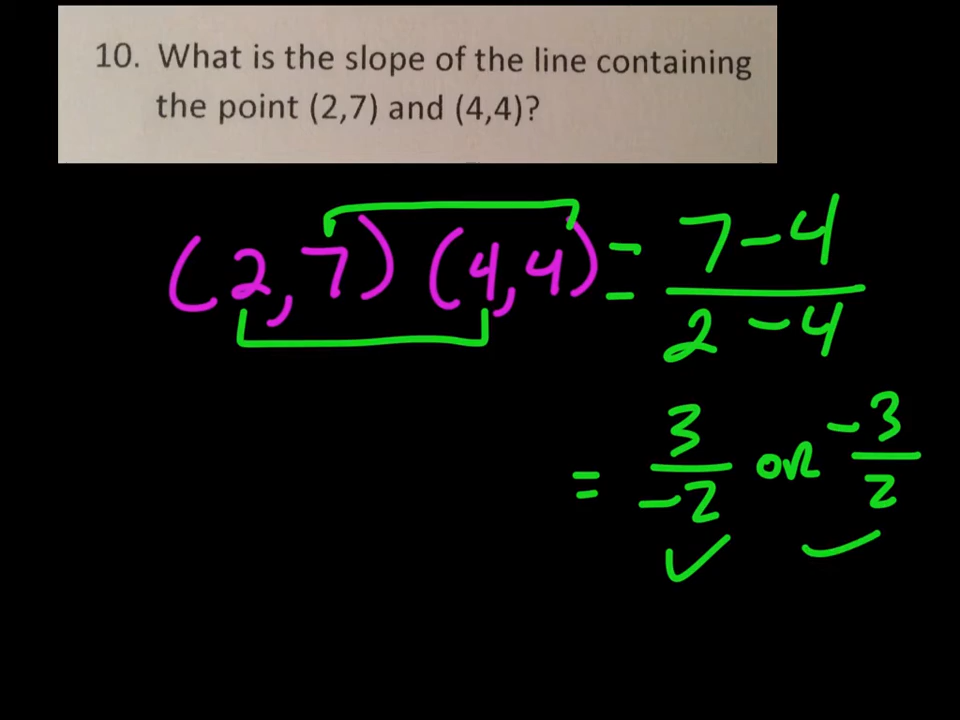 10. What is the slope of the line containing
the point (2,7) and (4,4)?
(2,7) (4,4) = 7-4
2-4
= 3 or -3
-2 2